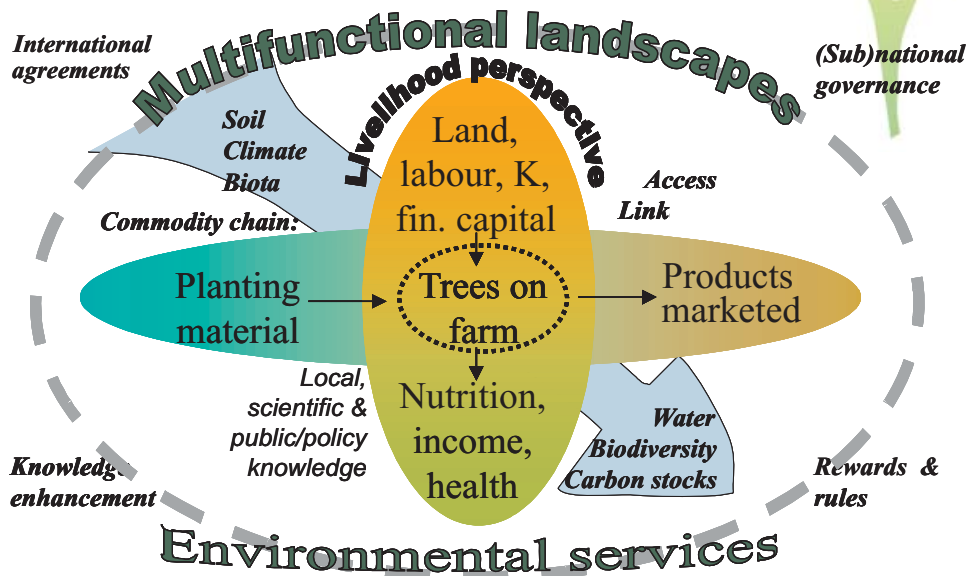 Multifunctional landscapes
International
agreements
(Sub)national
governance
Livelihood perspective
Soil
Climate
Biota
Land,
labour, K,
fin. capital
Access
Link
Commodity chain:
Planting
material
Trees on
farm
Products
marketed
Local,
scientific &
public/policy
knowledge
Nutrition,
income,
health
Water
Biodiversity
Carbon stocks
Knowledge
enhancement
Rewards &
rules
Environmental services